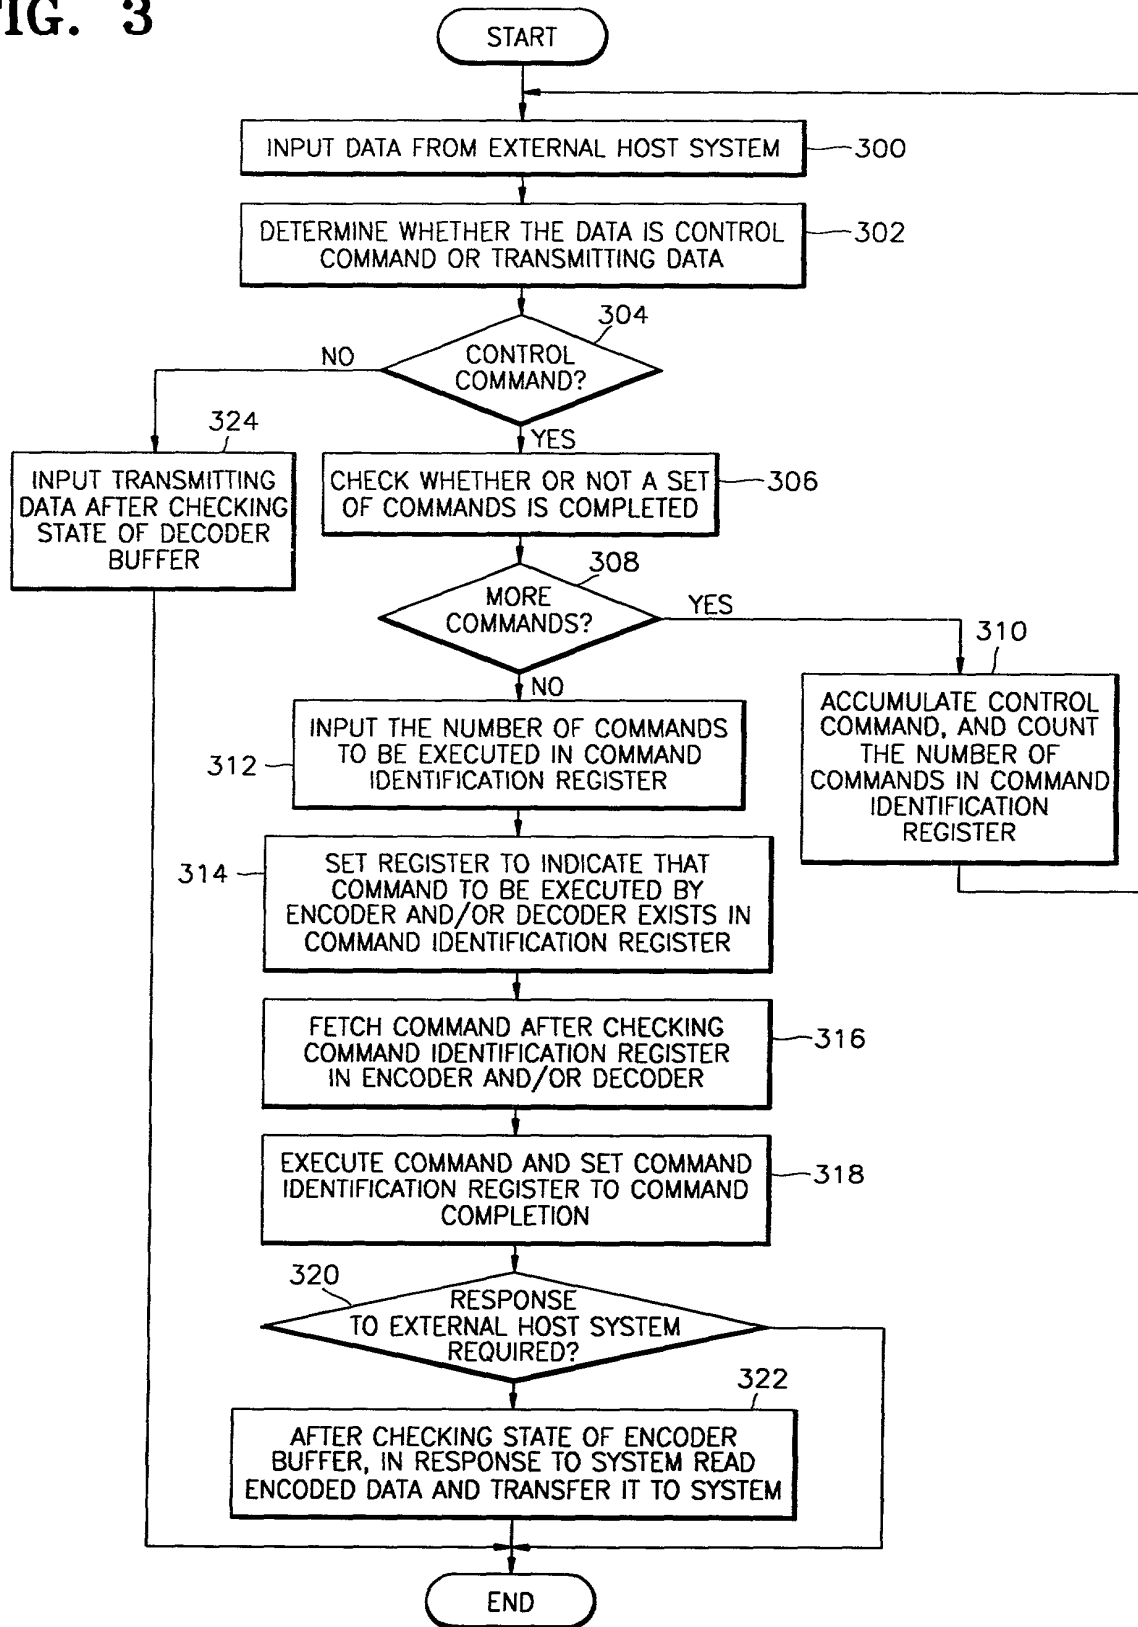 FIG. 3
START
INPUT DATA FROM EXTERNAL HOST SYSTEM
300
DETERMINE WHETHER THE DATA IS CONTROL
COMMAND OR TRANSMITTING DATA
302
304
CONTROL
COMMAND?
NO
YES
324
INPUT TRANSMITTING
DATA AFTER CHECKING
STATE OF DECODER
BUFFER
CHECK WHETHER OR NOT A SET
OF COMMANDS IS COMPLETED
306
308
MORE
COMMANDS?
YES
NO
310
ACCUMULATE CONTROL
COMMAND, AND COUNT
THE NUMBER OF
COMMANDS IN COMMAND
IDENTIFICATION
REGISTER
INPUT THE NUMBER OF COMMANDS
TO BE EXECUTED IN COMMAND
IDENTIFICATION REGISTER
312
SET REGISTER TO INDICATE THAT
COMMAND TO BE EXECUTED BY
ENCODER AND/OR DECODER EXISTS IN
COMMAND IDENTIFICATION REGISTER
314
FETCH COMMAND AFTER CHECKING
COMMAND IDENTIFICATION REGISTER
IN ENCODER AND/OR DECODER
316
EXECUTE COMMAND AND SET COMMAND
IDENTIFICATION REGISTER TO COMMAND
COMPLETION
318
320
RESPONSE
TO EXTERNAL HOST SYSTEM
REQUIRED?
322
AFTER CHECKING STATE OF ENCODER
BUFFER, IN RESPONSE TO SYSTEM READ
ENCODED DATA AND TRANSFER IT TO SYSTEM
END